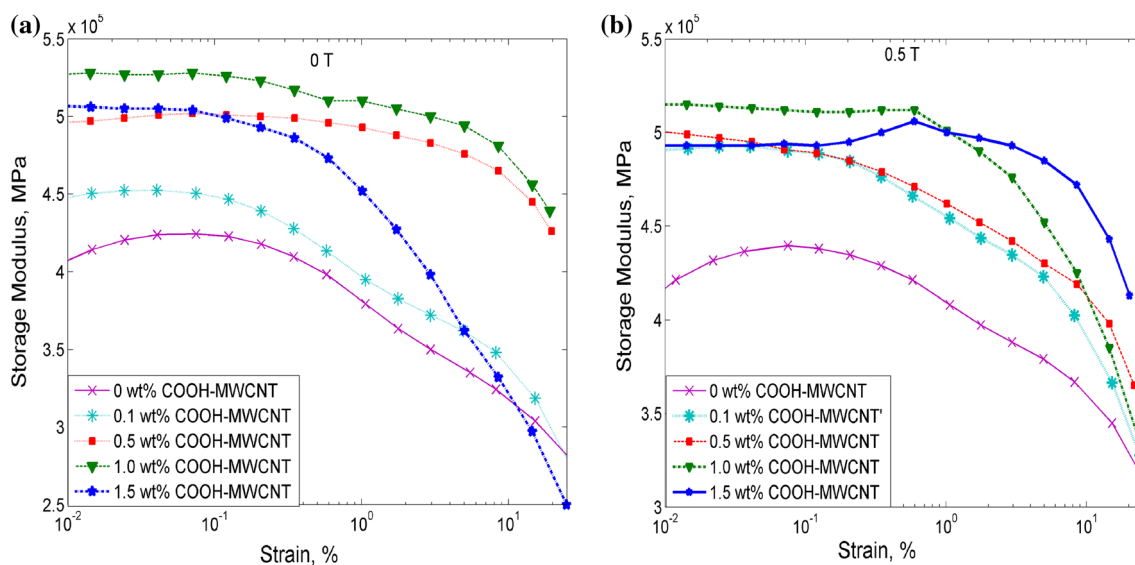 (a)
x 10^5
0 T
5.5
5
4.5
4
3.5
3
2.5
Storage Modulus, MPa
0 wt% COOH-MWCNT
0.1 wt% COOH-MWCNT
0.5 wt% COOH-MWCNT
1.0 wt% COOH-MWCNT
1.5 wt% COOH-MWCNT
10^-2
10^-1
10^0
10^1
Strain, %
(b)
x 10^5
0.5 T
5.5
5
4.5
4
3.5
3
Storage Modulus, MPa
0 wt% COOH-MWCNT
0.1 wt% COOH-MWCNT'
0.5 wt% COOH-MWCNT
1.0 wt% COOH-MWCNT
1.5 wt% COOH-MWCNT
10^-2
10^-1
10^0
10^1
Strain, %